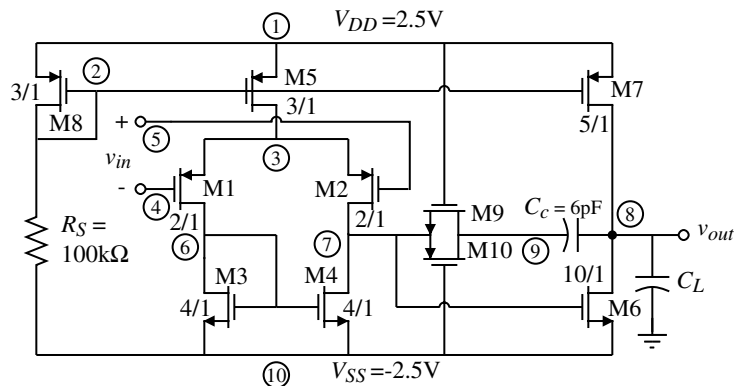 ① V_DD = 2.5V
②
3/1 M8 M5 3/1 M7 5/1
+ ⑤ ③
v_in
- ④ M1 2/1 M2 2/1
M9 M10
C_c = 6pF
⑧ v_out
R_S = 100kΩ
⑥ ⑦ ⑨
M3 4/1 M4 4/1
10/1 M6
C_L
⑩ V_SS = -2.5V